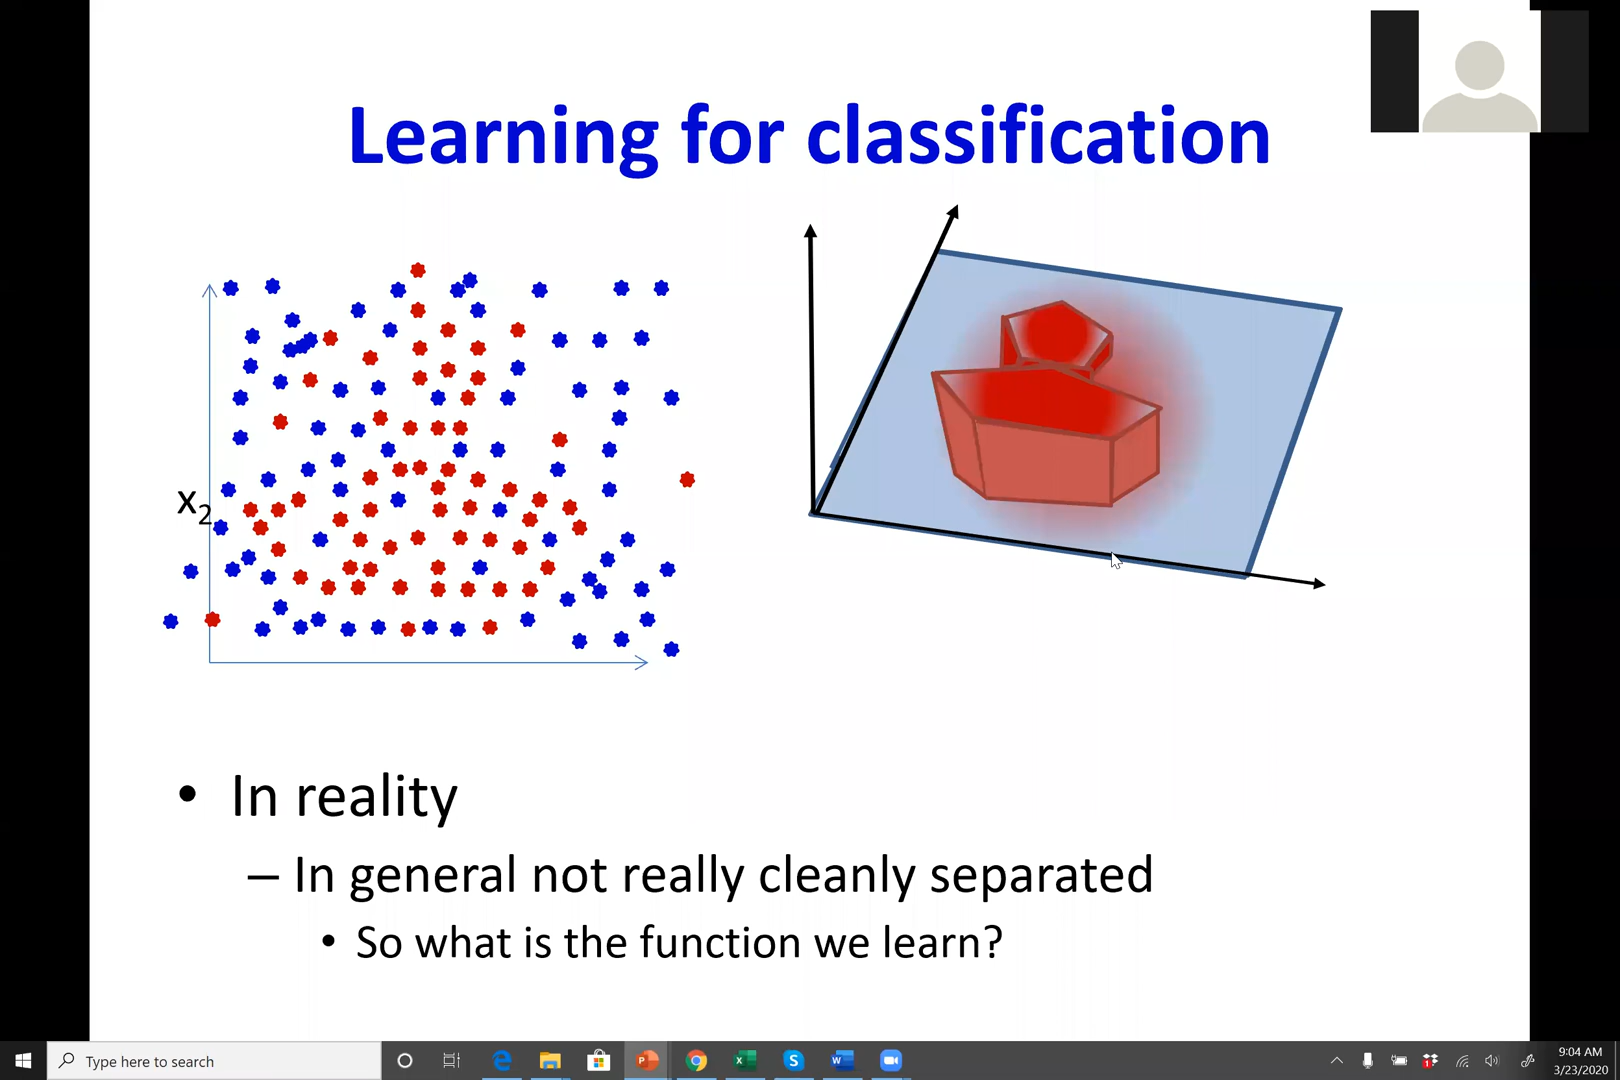 Learning for classification
x2
• In reality
– In general not really cleanly separated
• So what is the function we learn?
Type here to search
9:04 AM
3/23/2020